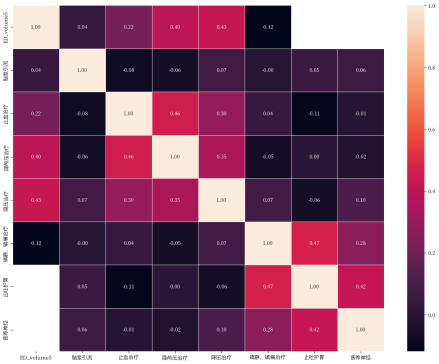 ED_volume5 1.00 0.04 0.22 0.40 0.43 -0.12
脑室引流 0.04 1.00 -0.08 -0.06 0.07 -0.00 0.05 0.06
止血治疗 0.22 -0.08 1.00 0.46 0.30 0.04 -0.11 -0.01
降颅压治疗 0.40 -0.06 0.46 1.00 0.35 -0.05 0.00 -0.02
降压治疗 0.43 0.07 0.30 0.35 1.00 0.07 -0.06 0.10
镇静、镇痛治疗 -0.12 -0.00 0.04 -0.05 0.07 1.00 0.47 0.28
止吐护胃 0.05 -0.11 0.00 -0.06 0.47 1.00 0.42
营养神经 0.06 -0.01 -0.02 0.10 0.28 0.42 1.00
ED_volume5 脑室引流 止血治疗 降颅压治疗 降压治疗 镇静、镇痛治疗 止吐护胃 营养神经
1.0
0.8
0.6
0.4
0.2
0.0